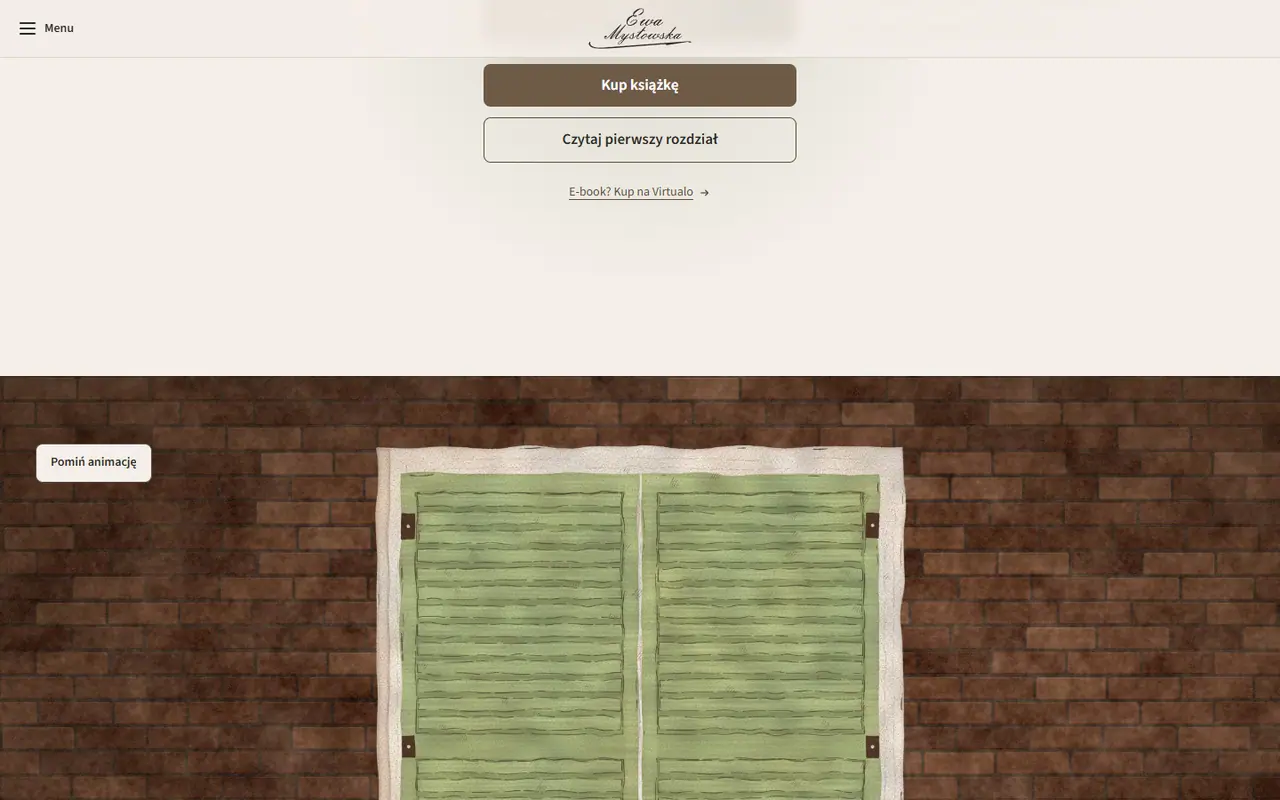 Menu
Ewa
Mysłowska
Kup książkę
Czytaj pierwszy rozdział
E-book? Kup na Virtualo →
Pomiń animację